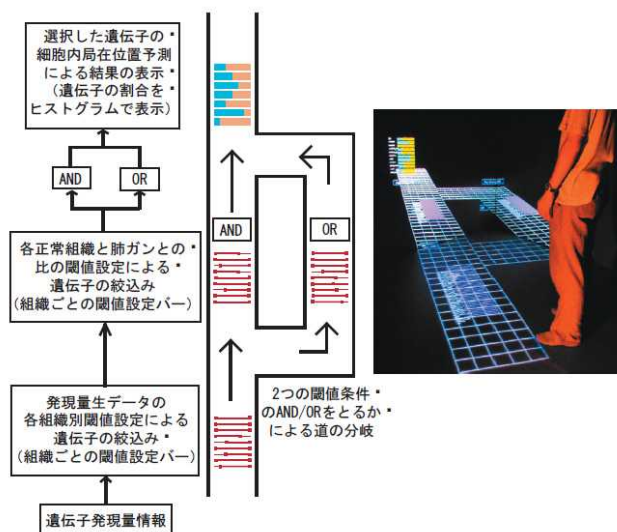 選択した遺伝子の
細胞内局在位置予測
による結果の表示
(遺伝子の割合を
ヒストグラムで表示)
AND
OR
各正常組織と肺ガンとの
比の閾値設定による
遺伝子の絞込み
(組織ごとの閾値設定バー)
発現量生データの
各組織別閾値設定による
遺伝子の絞込み
(組織ごとの閾値設定バー)
遺伝子発現量情報
AND
OR
2つの閾値条件
のAND/ORをとるか
による道の分岐